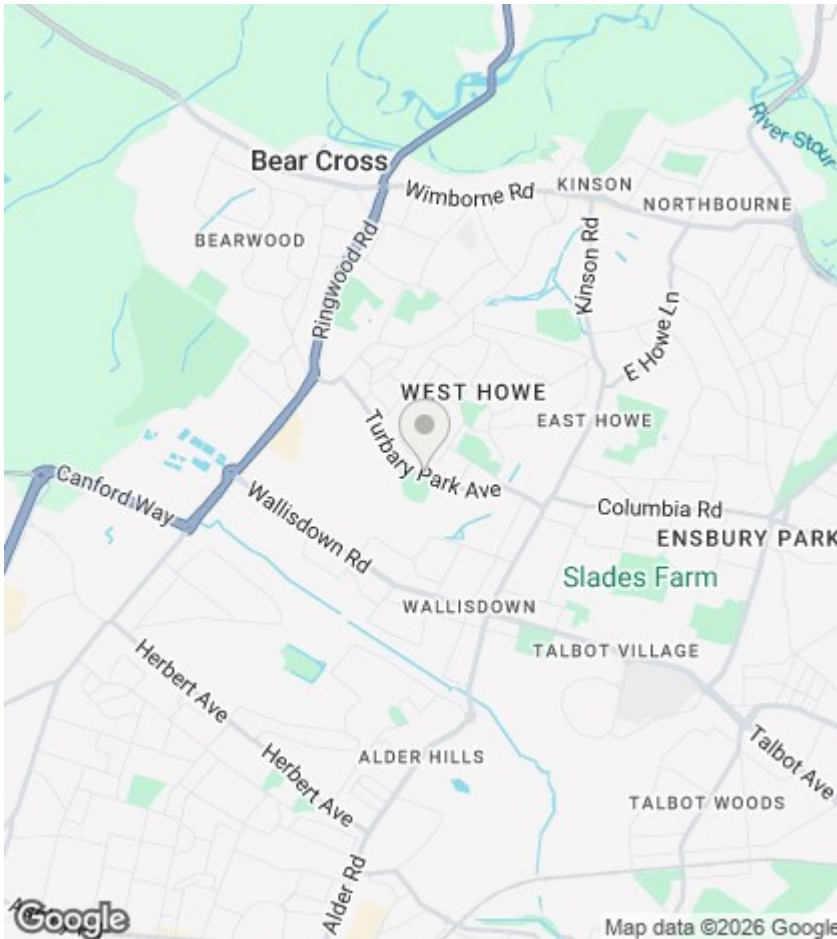 River Stour
Bear Cross
Wimborne Rd
KINSON
NORTHBOURNE
BEARWOOD
Ringwood Rd
Kinson Rd
E Howe Ln
WEST HOWE
EAST HOWE
Turbary Park Ave
Canford Way
Wallisdown Rd
Columbia Rd
ENSBURY PARK
Slades Farm
WALLISDOWN
TALBOT VILLAGE
Herbert Ave
Herbert Ave
ALDER HILLS
Talbot Ave
TALBOT WOODS
Alder Rd
Google
Map data ©2026 Google